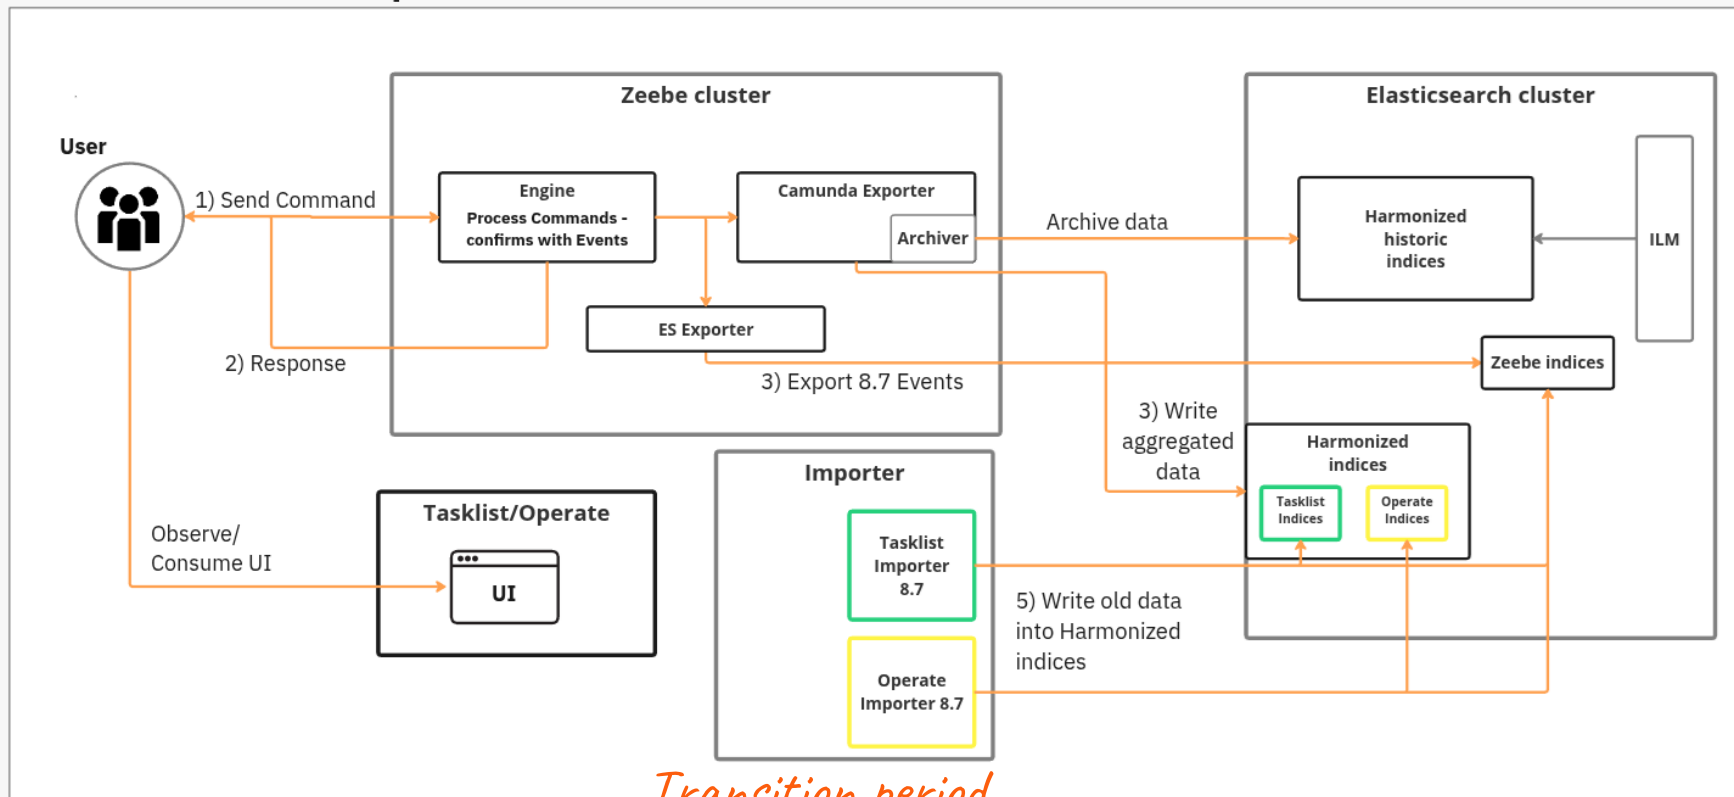 Zeebe cluster
Elasticsearch cluster
User
1) Send Command
Engine
Process Commands -
confirms with Events
Camunda Exporter
Archiver
Archive data
Harmonized
historic
indices
ILM
ES Exporter
2) Response
3) Export 8.7 Events
Zeebe indices
3) Write
aggregated
data
Harmonized
indices
Tasklist
Indices
Operate
Indices
Importer
Tasklist/Operate
UI
Observe/
Consume UI
Tasklist
Importer
8.7
5) Write old data
into Harmonized
indices
Operate
Importer 8.7
Transition period